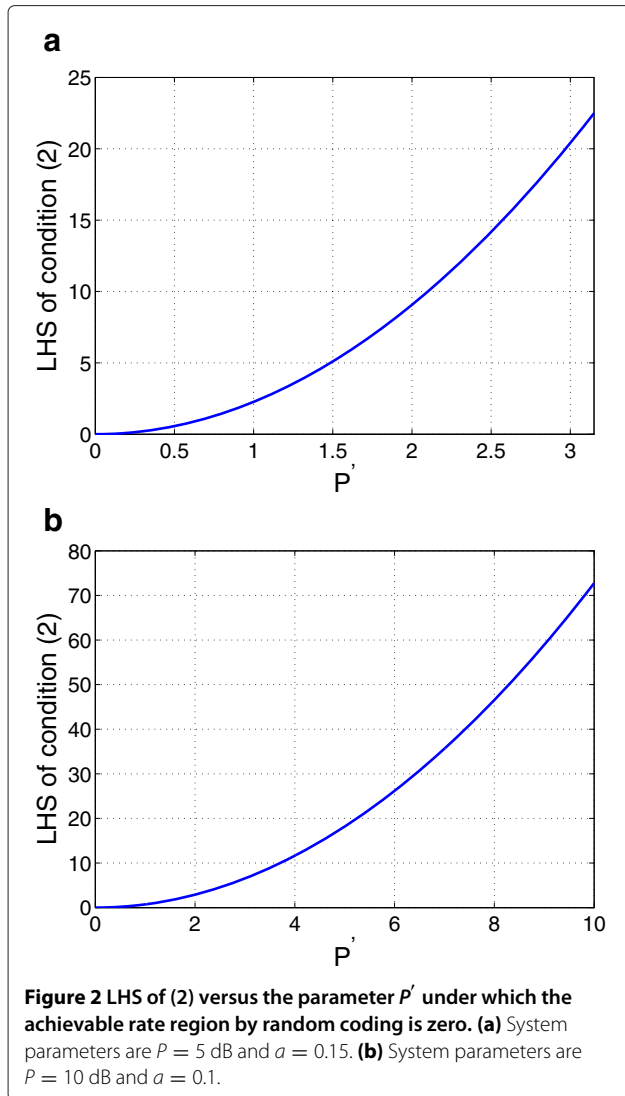 a
25
20
15
10
5
0
LHS of condition (2)
0 0.5 1 1.5 2 2.5 3
P'
b
80
70
60
50
40
30
20
10
0
LHS of condition (2)
0 2 4 6 8 10
P'
Figure 2 LHS of (2) versus the parameter P′ under which the
achievable rate region by random coding is zero. (a) System
parameters are P = 5 dB and a = 0.15. (b) System parameters are
P = 10 dB and a = 0.1.